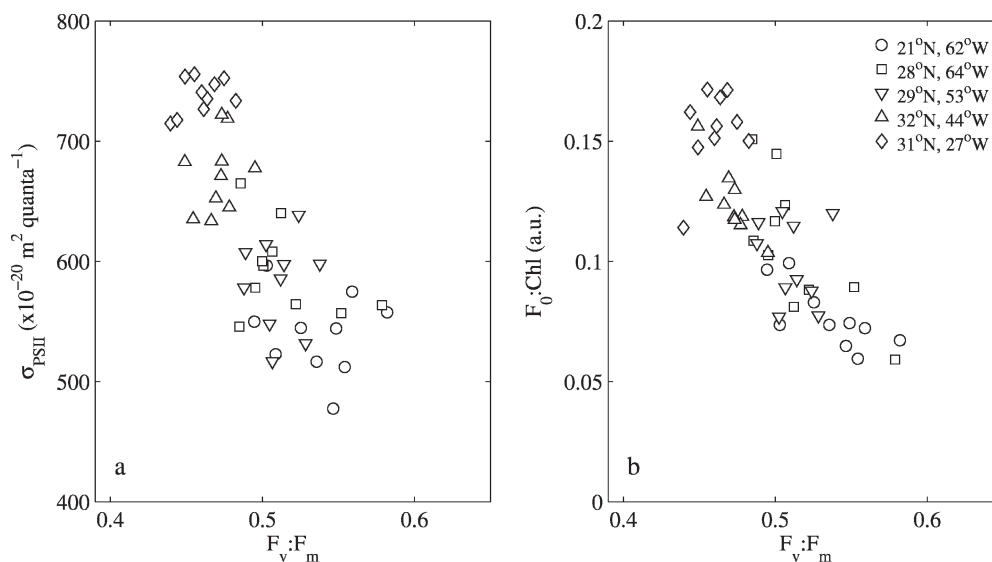 800
700
600
500
400
σPSII (x10−20 m2 quanta−1)
a
0.4
0.5
0.6
Fv:Fm
0.2
0.15
0.1
0.05
0
F0:Chl (a.u.)
21oN, 62oW
28oN, 64oW
29oN, 53oW
32oN, 44oW
31oN, 27oW
b
0.4
0.5
0.6
Fv:Fm